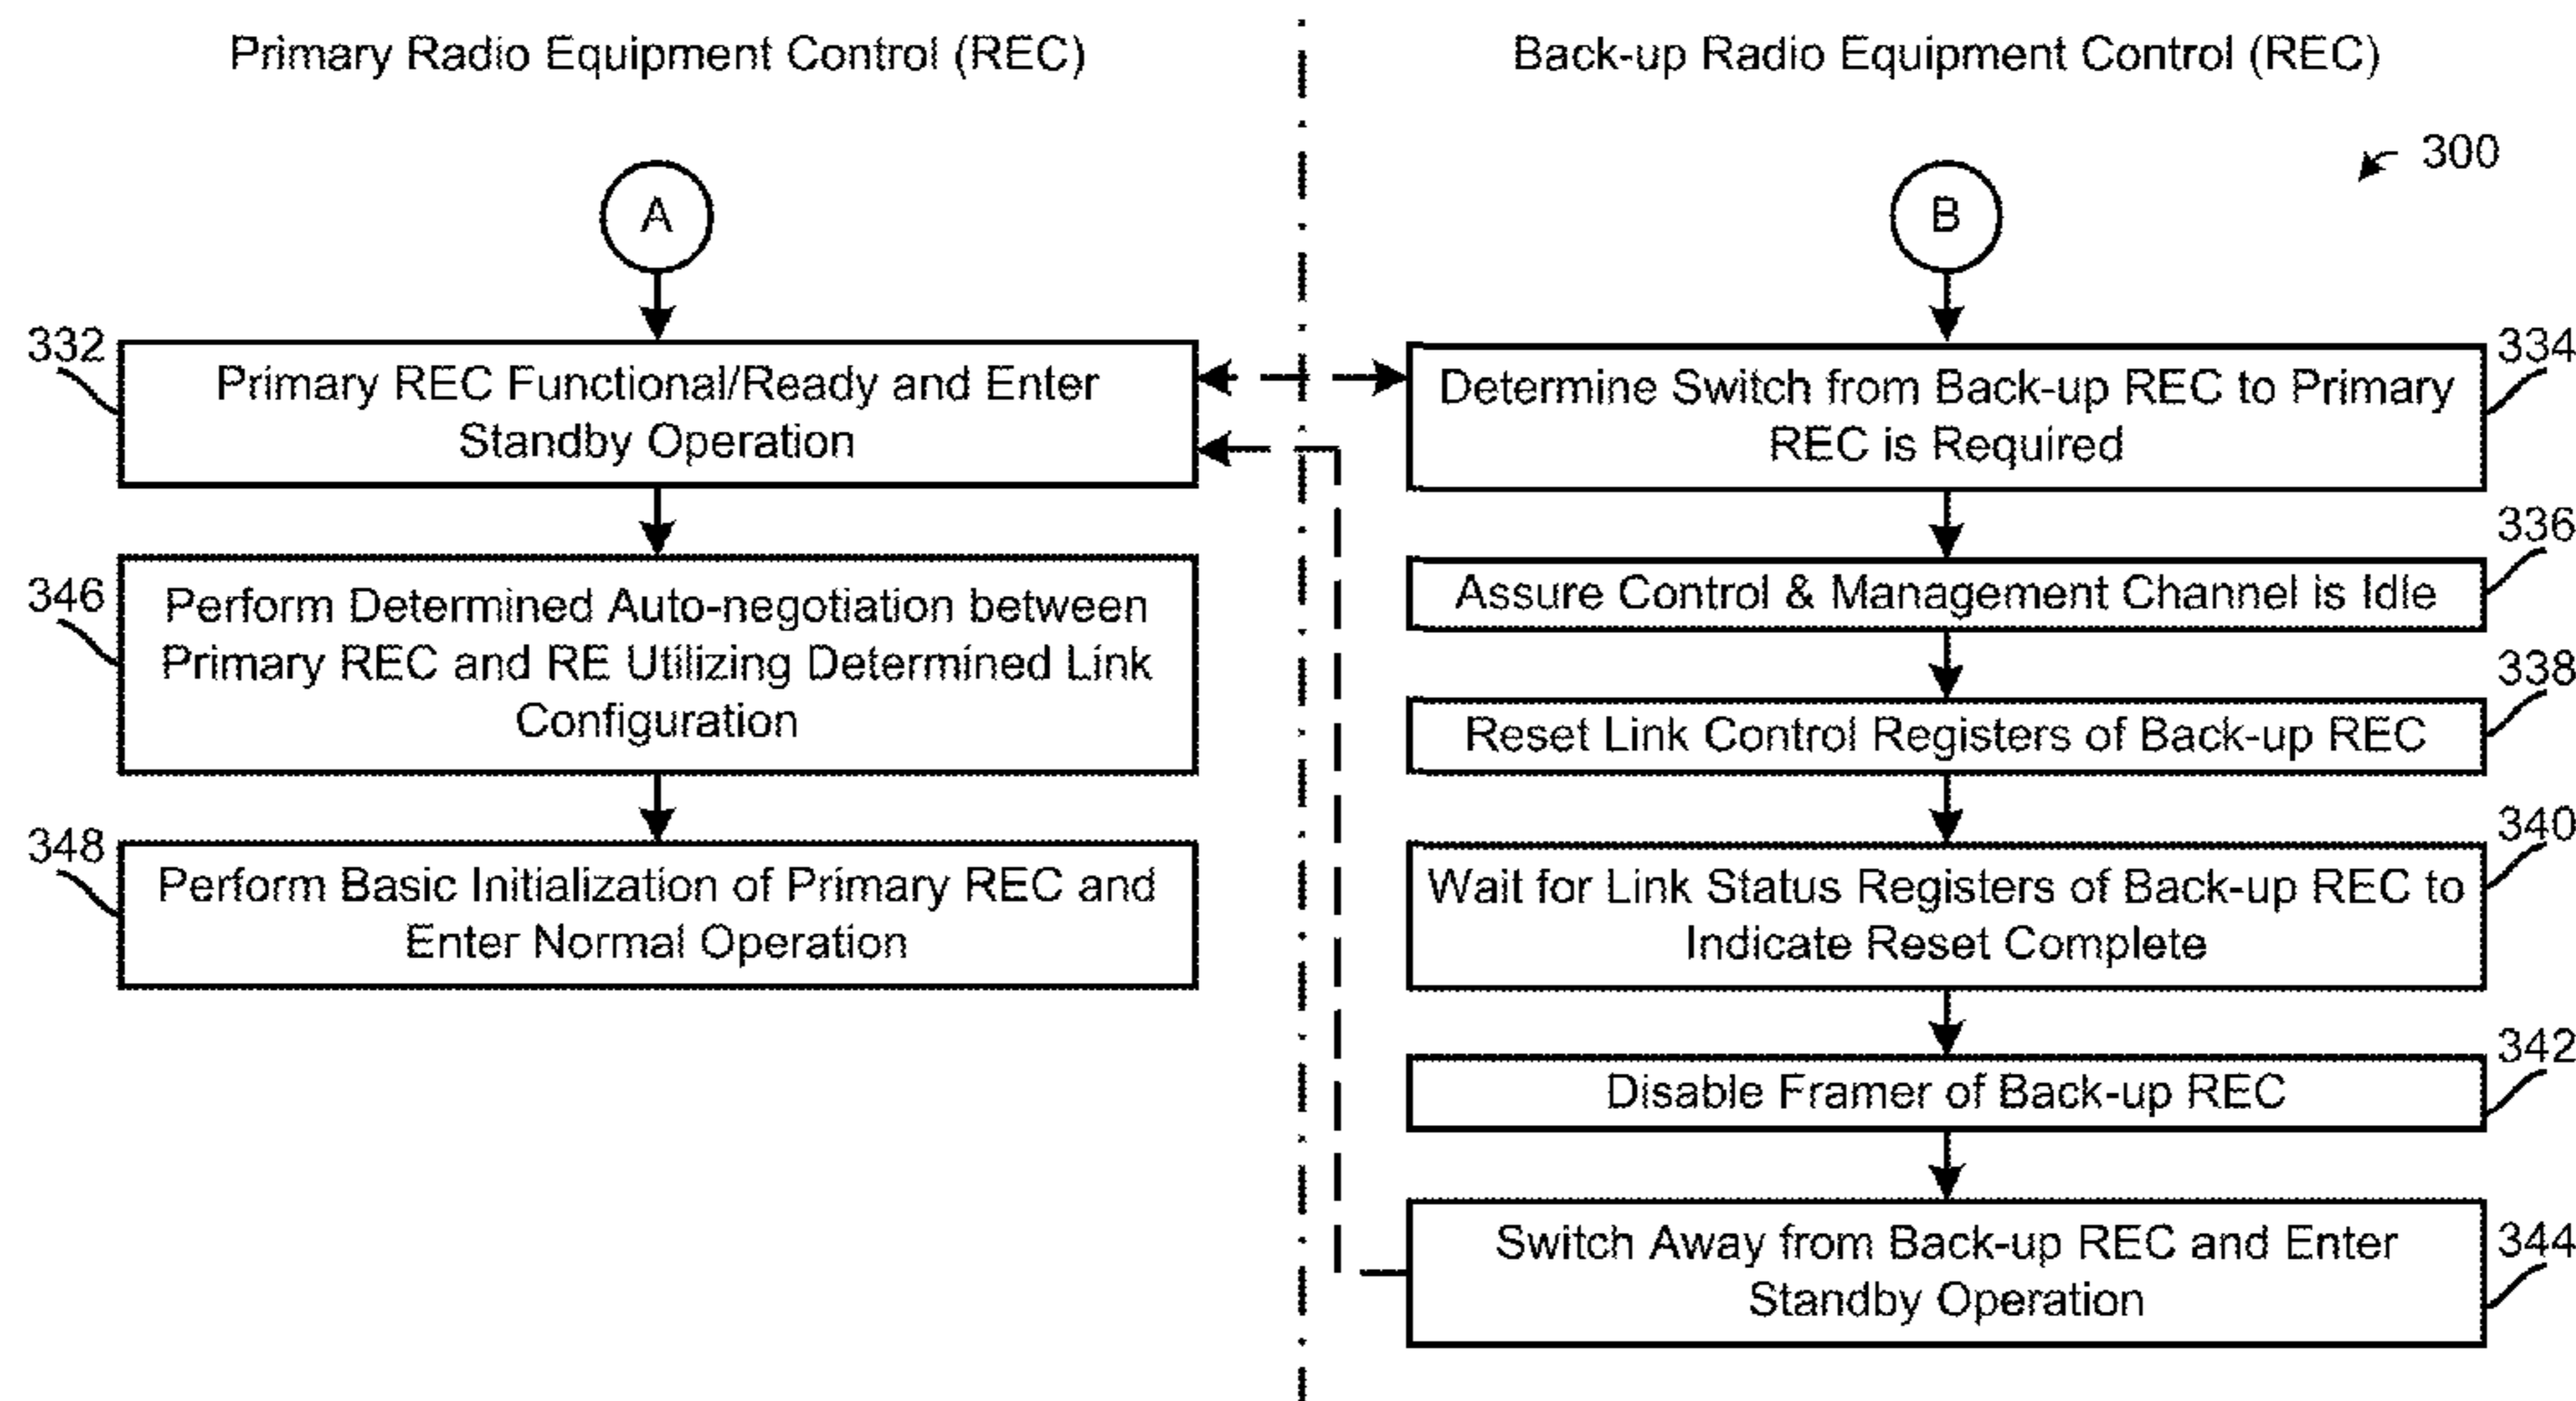 Primary Radio Equipment Control (REC)
Back-up Radio Equipment Control (REC)
300
A
B
332
Primary REC Functional/Ready and Enter
Standby Operation
334
Determine Switch from Back-up REC to Primary
REC is Required
336
Assure Control & Management Channel is Idle
346
Perform Determined Auto-negotiation between
Primary REC and RE Utilizing Determined Link
Configuration
338
Reset Link Control Registers of Back-up REC
348
Perform Basic Initialization of Primary REC and
Enter Normal Operation
340
Wait for Link Status Registers of Back-up REC to
Indicate Reset Complete
342
Disable Framer of Back-up REC
344
Switch Away from Back-up REC and Enter
Standby Operation